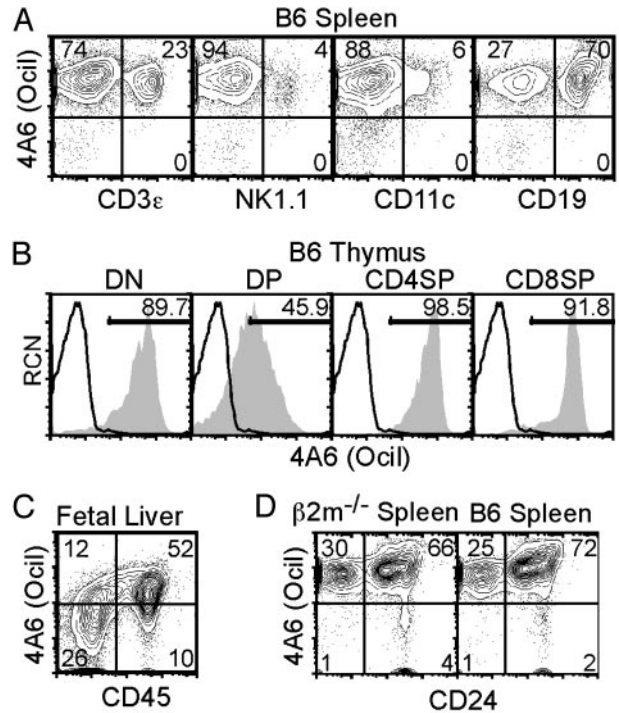 A
B6 Spleen
74 23 94 4 88 6 27 70
4A6 (Ocil)
0 0 0 0
CD3ε NK1.1 CD11c CD19
B
B6 Thymus
DN DP CD4SP CD8SP
89.7 45.9 98.5 91.8
RCN
4A6 (Ocil)
C
Fetal Liver
12 52
4A6 (Ocil)
26 10
CD45
D
β2m-/- Spleen B6 Spleen
30 66 25 72
4A6 (Ocil)
1 4 1 2
CD24